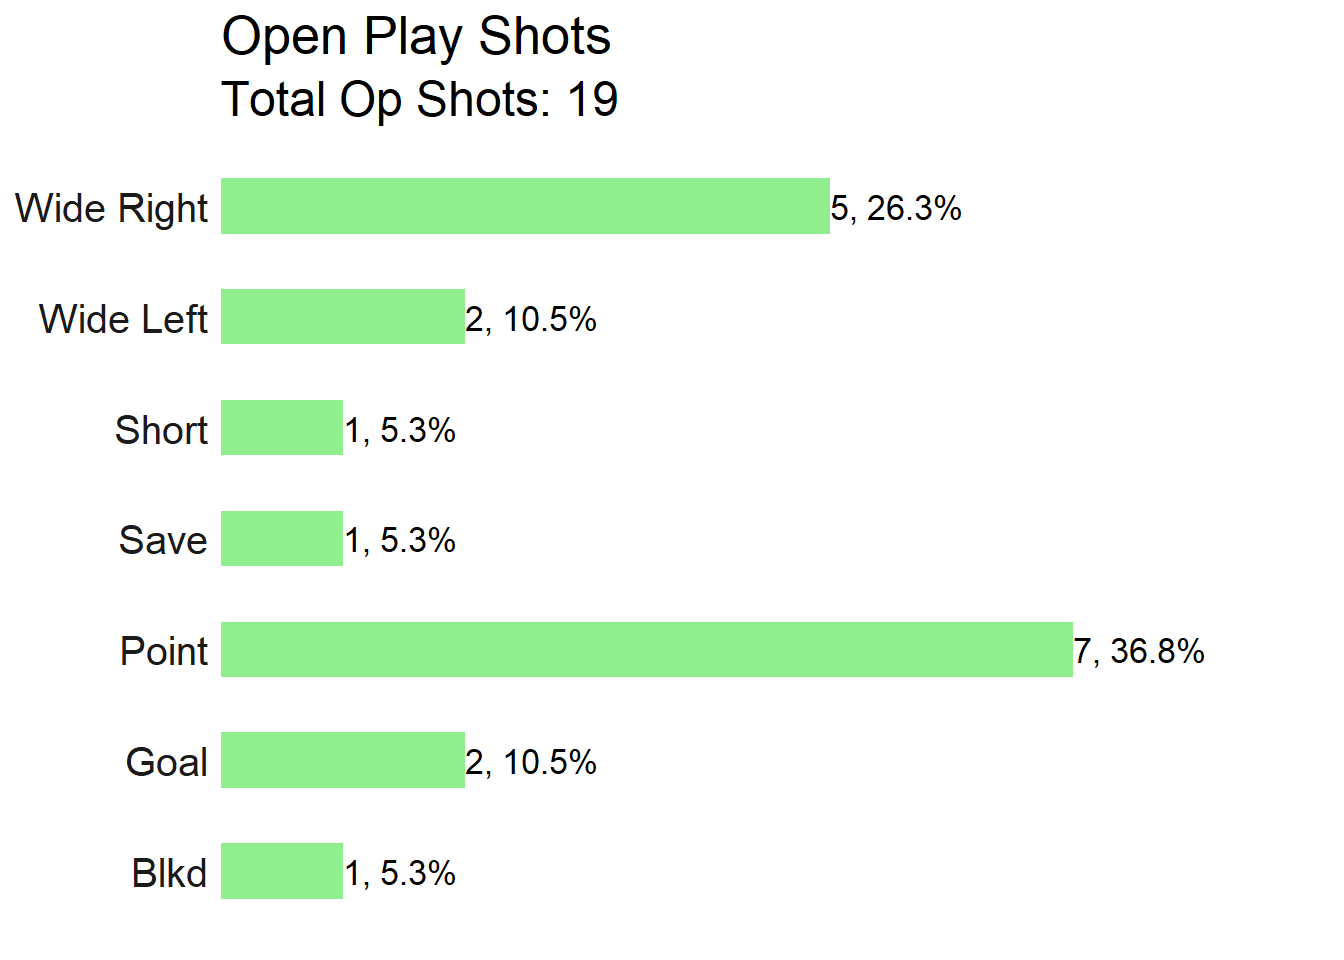 Open Play Shots
Total Op Shots: 19
Wide Right 5, 26.3%
Wide Left 2, 10.5%
Short 1, 5.3%
Save 1, 5.3%
Point 7, 36.8%
Goal 2, 10.5%
Blkd 1, 5.3%